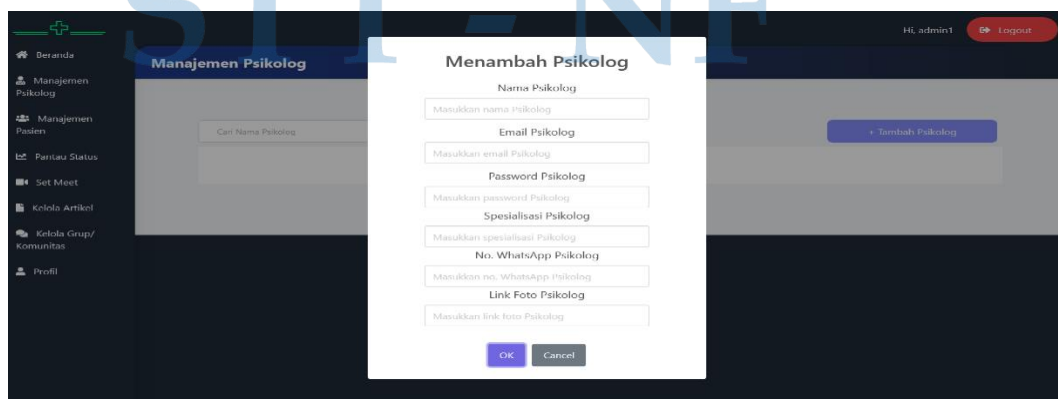 STT - NF
Hi, admin1
Logout
Beranda
Manajemen Psikolog
Manajemen
Psikolog
Manajemen
Pasien
Pantau Status
Set Meet
Kelola Artikel
Kelola Grup/
Komunitas
Profil
Cari Nama Psikolog
+ Tambah Psikolog
Menambah Psikolog
Nama Psikolog
Masukkan nama Psikolog
Email Psikolog
Masukkan email Psikolog
Password Psikolog
Masukkan password Psikolog
Spesialisasi Psikolog
Masukkan spesialisasi Psikolog
No. WhatsApp Psikolog
Masukkan no. WhatsApp Psikolog
Link Foto Psikolog
Masukkan link foto Psikolog
OK
Cancel